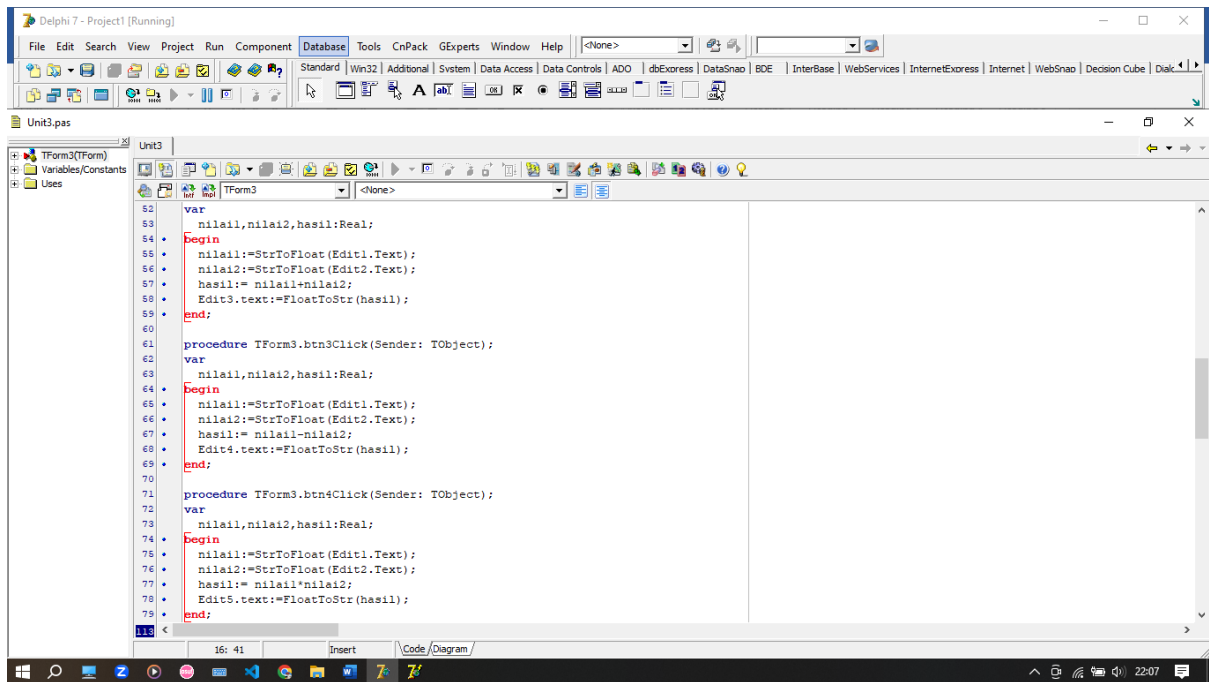 Delphi 7 - Project1 [Running]
File Edit Search View Project Run Component Database Tools CnPack GExperts Window Help <None>
Standard Win32 Additional System Data Access Data Controls ADO dbExpress DataSnap BDE InterBase WebServices InternetExpress Internet WebSnap Decision Cube Dialc
Unit3.pas
Unit3
TForm3(TForm)
Variables/Constants
Uses
TForm3 <None>
52 var
53 nilai1,nilai2,hasil:Real;
54 begin
55 nilai1:=StrToFloat(Edit1.Text);
56 nilai2:=StrToFloat(Edit2.Text);
57 hasil:= nilai1+nilai2;
58 Edit3.text:=FloatToStr(hasil);
59 end;
60
61 procedure TForm3.btn3Click(Sender: TObject);
62 var
63 nilai1,nilai2,hasil:Real;
64 begin
65 nilai1:=StrToFloat(Edit1.Text);
66 nilai2:=StrToFloat(Edit2.Text);
67 hasil:= nilai1-nilai2;
68 Edit4.text:=FloatToStr(hasil);
69 end;
70
71 procedure TForm3.btn4Click(Sender: TObject);
72 var
73 nilai1,nilai2,hasil:Real;
74 begin
75 nilai1:=StrToFloat(Edit1.Text);
76 nilai2:=StrToFloat(Edit2.Text);
77 hasil:= nilai1*nilai2;
78 Edit5.text:=FloatToStr(hasil);
79 end;
113
16: 41 Insert Code Diagram
22:07